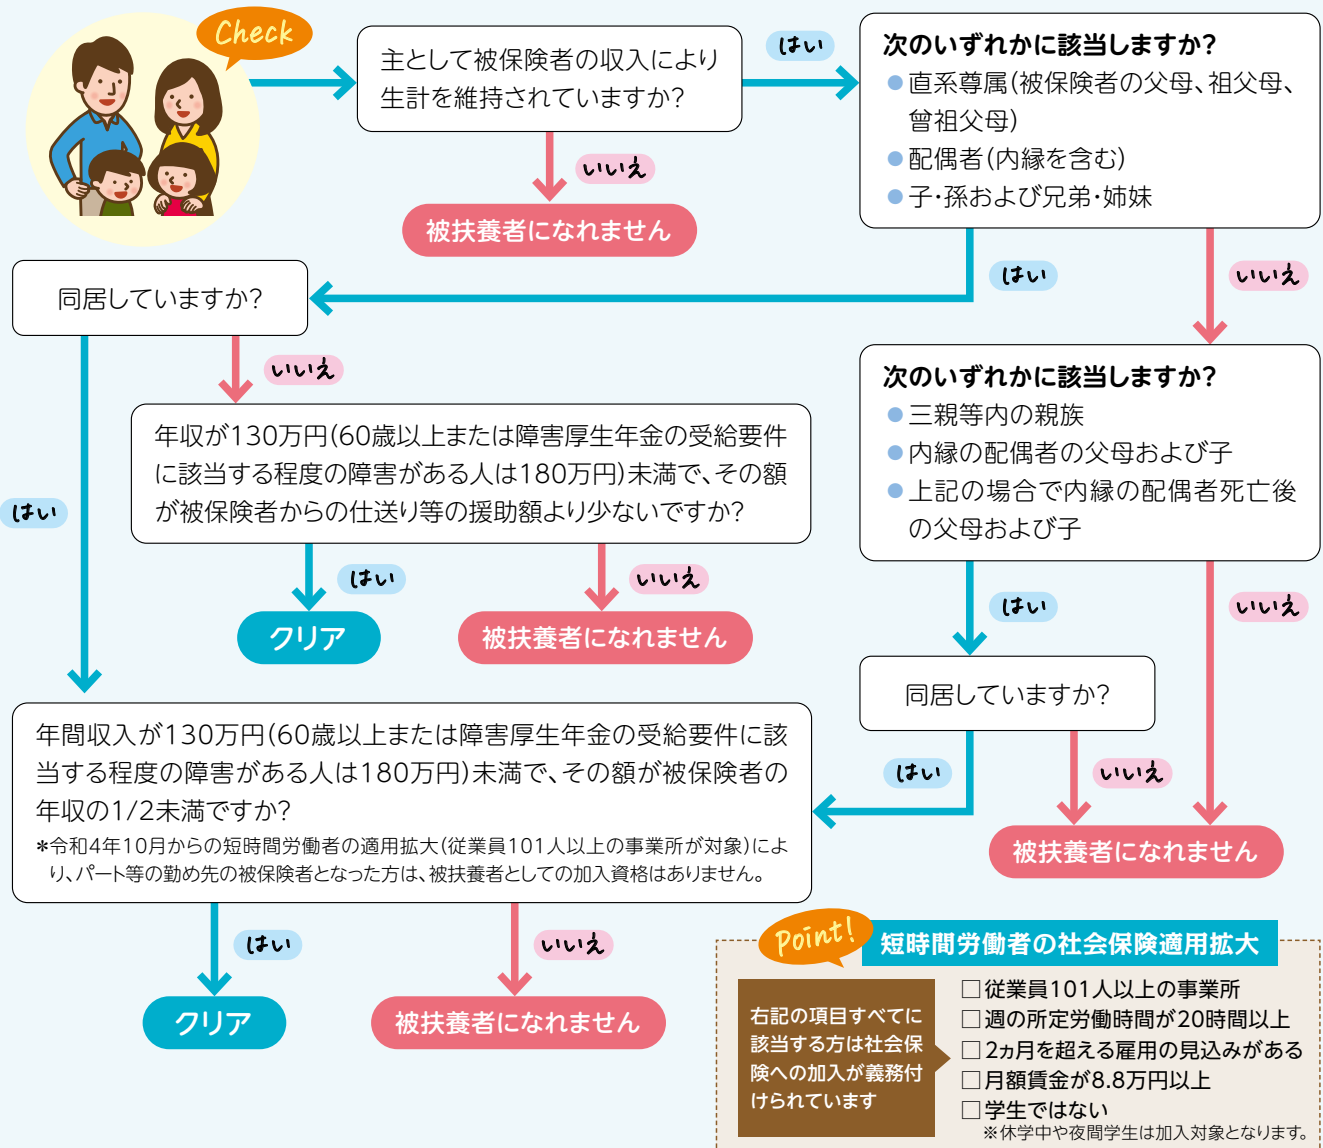 Check
主として被保険者の収入により
生計を維持されていますか?
はい
いいえ
被扶養者になれません
次のいずれかに該当しますか?
●直系尊属(被保険者の父母、祖父母、
曾祖父母)
●配偶者(内縁を含む)
●子・孫および兄弟・姉妹
はい
いいえ
同居していますか?
はい
いいえ
年収が130万円(60歳以上または障害厚生年金の受給要件
に該当する程度の障害がある人は180万円)未満で、その額
が被保険者からの仕送り等の援助額より少ないですか?
はい
いいえ
クリア
被扶養者になれません
次のいずれかに該当しますか?
●三親等内の親族
●内縁の配偶者の父母および子
●上記の場合で内縁の配偶者死亡後
の父母および子
はい
いいえ
同居していますか?
はい
いいえ
被扶養者になれません
年間収入が130万円(60歳以上または障害厚生年金の受給要件に該
当する程度の障害がある人は180万円)未満で、その額が被保険者の
年収の1/2未満ですか?
*令和4年10月からの短時間労働者の適用拡大(従業員101人以上の事業所が対象)によ
り、パート等の勤め先の被保険者となった方は、被扶養者としての加入資格はありません。
はい
いいえ
クリア
被扶養者になれません
Point!
短時間労働者の社会保険適用拡大
右記の項目すべてに
該当する方は社会保
険への加入が義務付
けられています
□従業員101人以上の事業所
□週の所定労働時間が20時間以上
□2ヵ月を超える雇用の見込みがある
□月額賃金が8.8万円以上
□学生ではない
※休学中や夜間学生は加入対象となります。